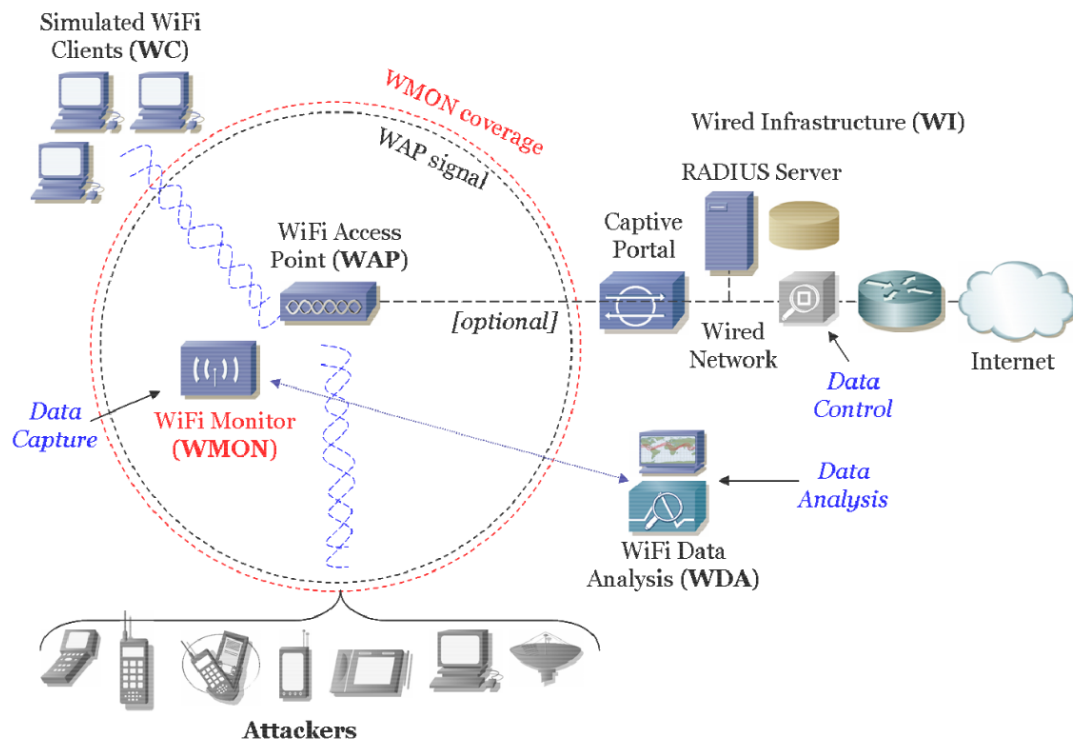 Simulated WiFi
Clients (WC)
WMON coverage
WAP signal
Wired Infrastructure (WI)
RADIUS Server
Captive
Portal
WiFi Access
Point (WAP)
[optional]
Wired
Network
Internet
Data
Control
Data
Capture
WiFi Monitor
(WMON)
Data
Analysis
WiFi Data
Analysis (WDA)
Attackers